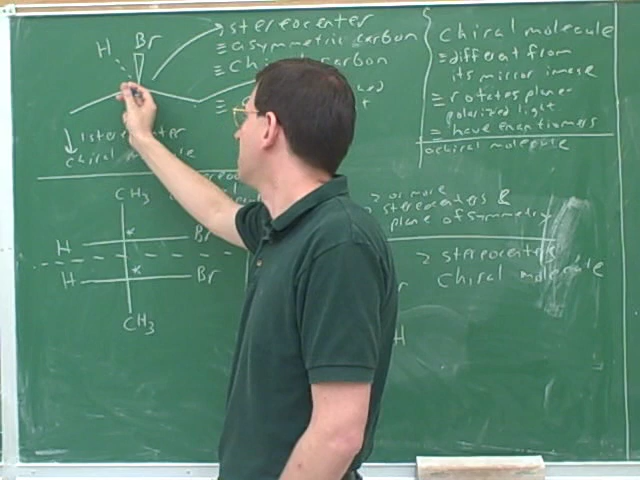 H Br
stereocenter
≡ asymmetric carbon
≡ carbon
≡
↓ 1 stereocenter
chiral
CH3
H * Br
H * Br
CH3
2 or more
stereocenters &
plane of symmetry
chiral molecule
≡ different from
its mirror image
≡ rotates plane
polarized light
≡ have enantiomers
achiral molecule
2 stereocenters
chiral molecule
H